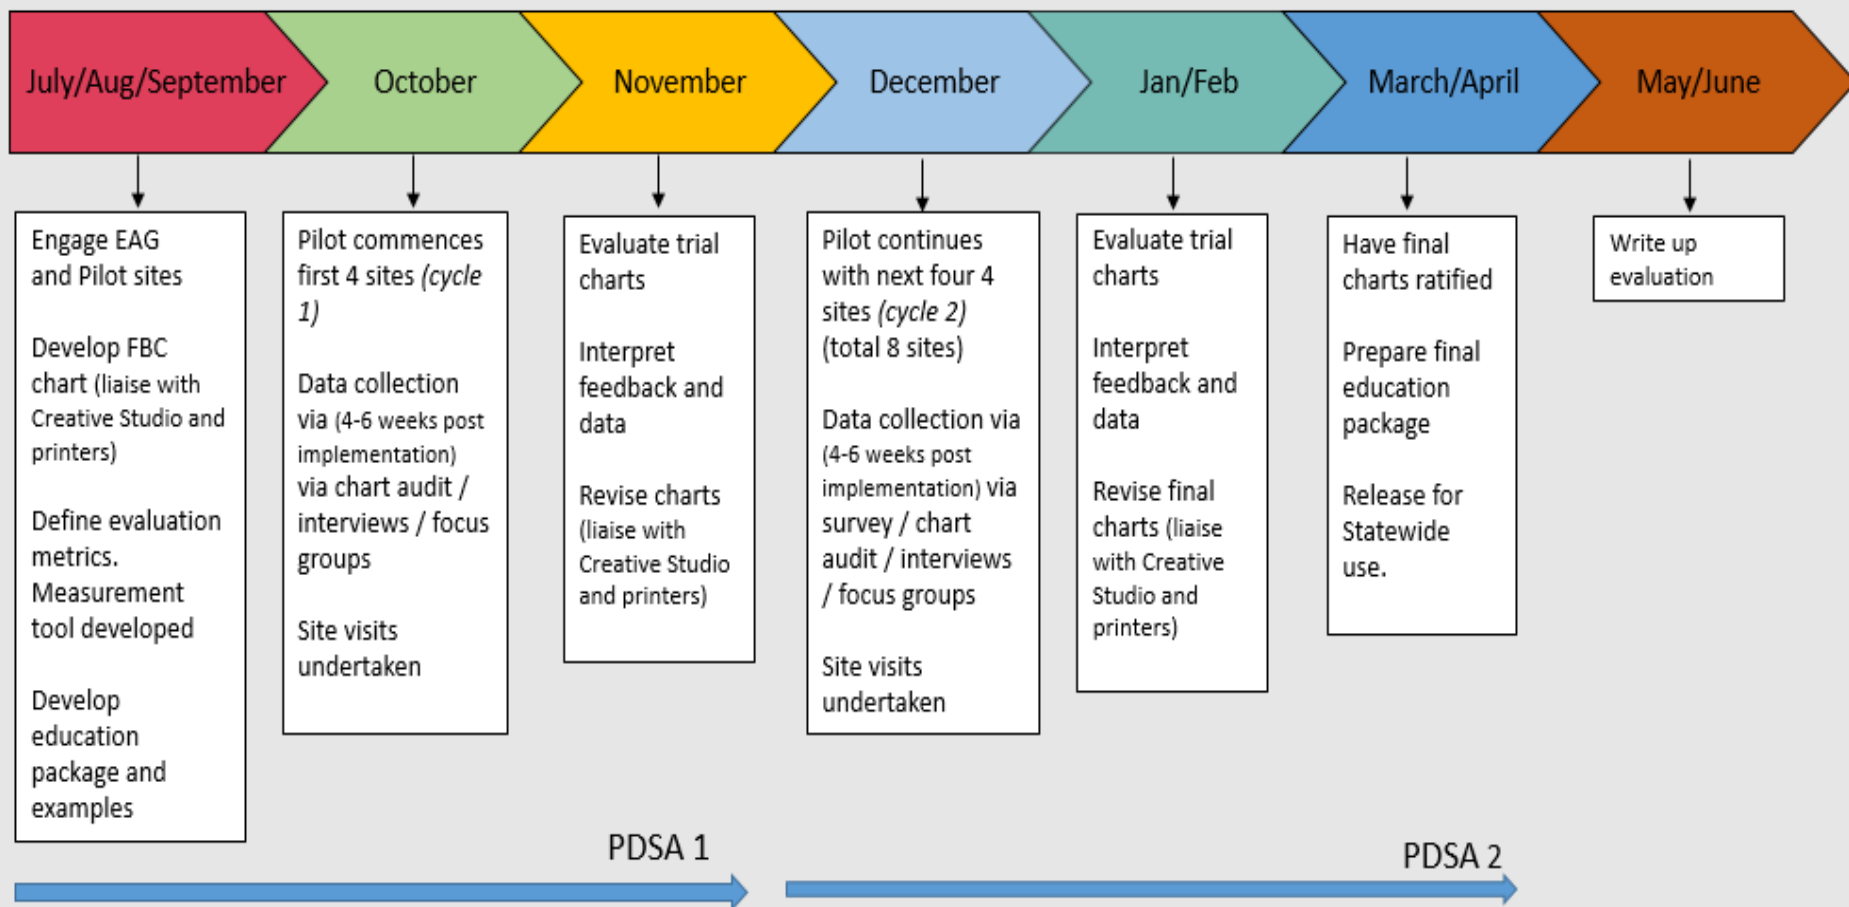 July/Aug/September
October
November
December
Jan/Feb
March/April
May/June
Engage EAG
and Pilot sites
Develop FBC
chart (liaise with
Creative Studio and
printers)
Define evaluation
metrics.
Measurement
tool developed
Develop
education
package and
examples
Pilot commences
first 4 sites (cycle
1)
Data collection
via (4-6 weeks post
implementation)
via chart audit /
interviews / focus
groups
Site visits
undertaken
Evaluate trial
charts
Interpret
feedback and
data
Revise charts
(liaise with
Creative Studio
and printers)
Pilot continues
with next four 4
sites (cycle 2)
(total 8 sites)
Data collection via
(4-6 weeks post
implementation) via
survey / chart
audit / interviews
/ focus groups
Site visits
undertaken
Evaluate trial
charts
Interpret
feedback and
data
Revise final
charts (liaise
with Creative
Studio and
printers)
Have final
charts ratified
Prepare final
education
package
Release for
Statewide
use.
Write up
evaluation
PDSA 1
PDSA 2